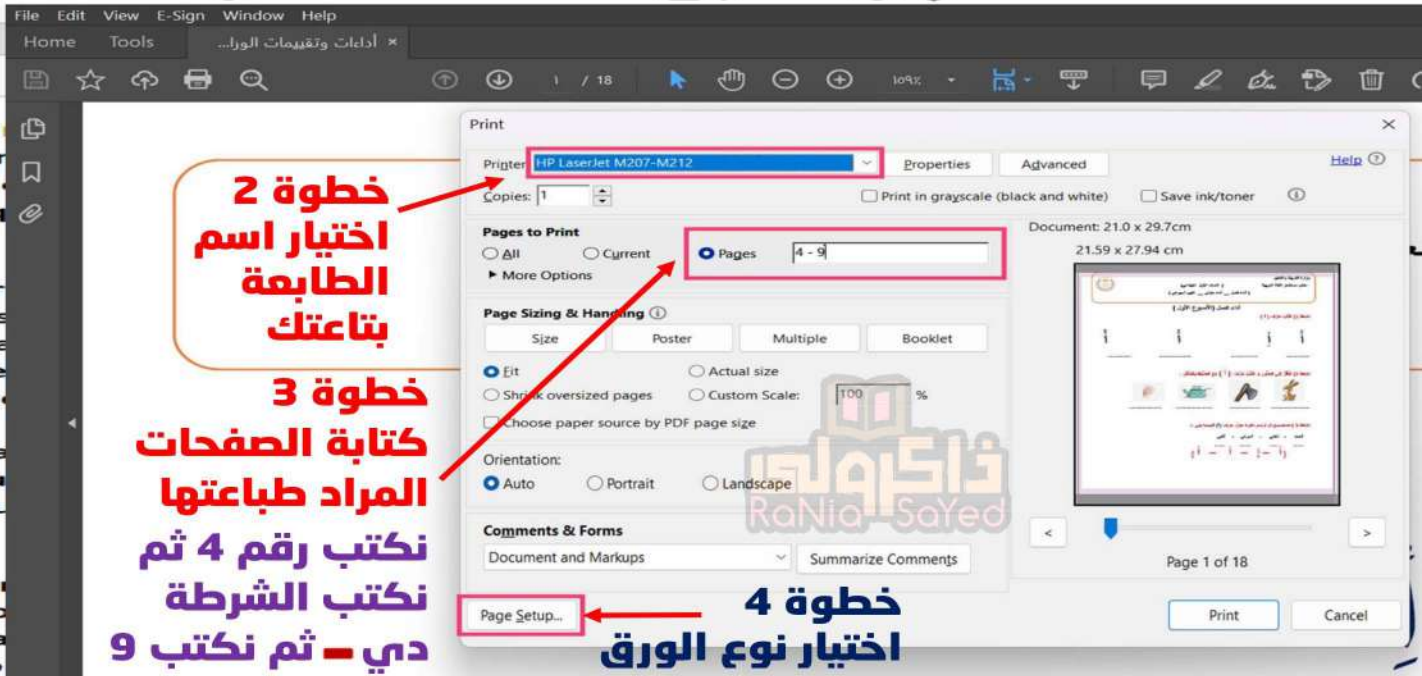 File Edit View E-Sign Window Help
Home Tools أداءات وتقييمات الورا... ×
١ / 18 ١٠٩٪
Print
Printer HP LaserJet M207-M212 Properties Advanced Help
Copies: 1 Print in grayscale (black and white) Save ink/toner
Pages to Print
All Current Pages 4 - 9
More Options
Page Sizing & Handling
Size Poster Multiple Booklet
Fit Actual size
Shrink oversized pages Custom Scale: 100 %
Choose paper source by PDF page size
Orientation:
Auto Portrait Landscape
Comments & Forms
Document and Markups Summarize Comments
Page Setup...
Document: 21.0 x 29.7cm
21.59 x 27.94 cm
< >
Page 1 of 18
Print Cancel
خطوة 2
اختيار اسم
الطابعة
بتاعتك
خطوة 3
كتابة الصفحات
المراد طباعتها
نكتب رقم 4 ثم
نكتب الشرطة
دي - ثم نكتب 9
خطوة 4
اختيار نوع الورق
ذاكرولي
RaNia SaYed